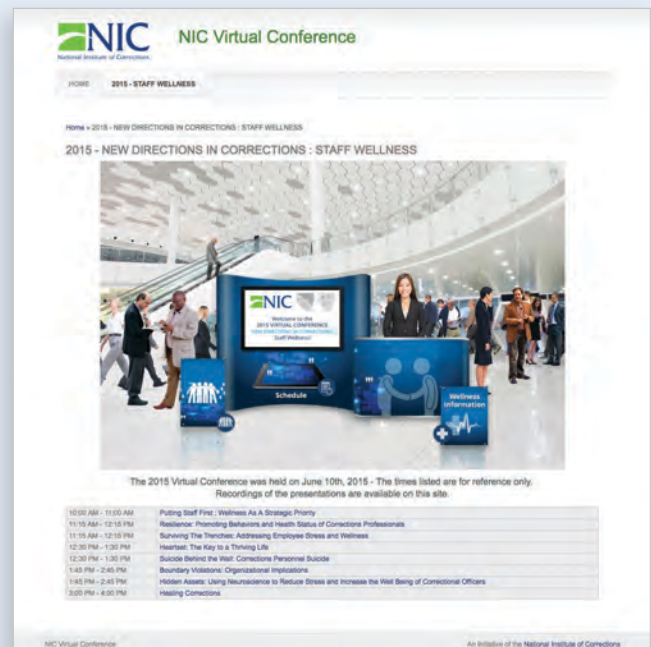 NIC
National Institute of Corrections
NIC Virtual Conference
HOME 2015 - STAFF WELLNESS
Home » 2015 - NEW DIRECTIONS IN CORRECTIONS : STAFF WELLNESS
2015 - NEW DIRECTIONS IN CORRECTIONS : STAFF WELLNESS
NIC
Welcome to the
2015 VIRTUAL CONFERENCE
NEW DIRECTIONS IN CORRECTIONS:
Staff Wellness!
Schedule
Wellness
Information
The 2015 Virtual Conference was held on June 10th, 2015 - The times listed are for reference only.
Recordings of the presentations are available on this site.
10:00 AM - 11:00 AM Putting Staff First : Wellness As A Strategic Priority
11:15 AM - 12:15 PM Resilience: Promoting Behaviors and Health Status of Corrections Professionals
11:15 AM - 12:15 PM Surviving The Trenches: Addressing Employee Stress and Wellness
12:30 PM - 1:30 PM Heartset: The Key to a Thriving Life
12:30 PM - 1:30 PM Suicide Behind the Wall: Corrections Personnel Suicide
1:45 PM - 2:45 PM Boundary Violations: Organizational Implications
1:45 PM - 2:45 PM Hidden Assets: Using Neuroscience to Reduce Stress and Increase the Well Being of Correctional Officers
3:00 PM - 4:00 PM Healing Corrections
NIC Virtual Conference An Initiative of the National Institute of Corrections